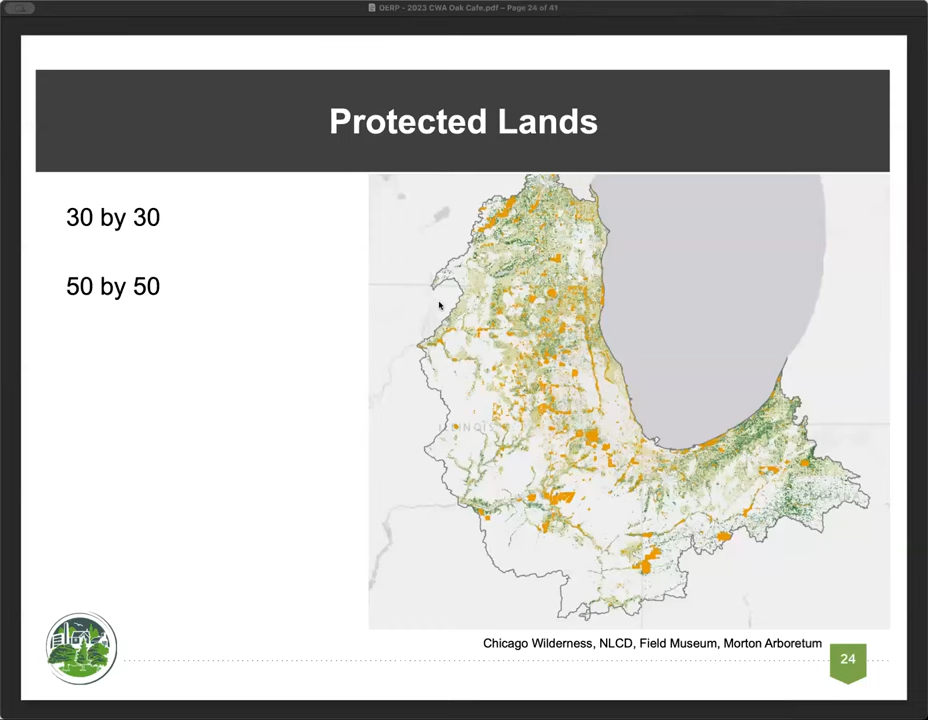 OERP - 2023 CWA Oak Cafe.pdf – Page 24 of 41
Protected Lands
30 by 30
50 by 50
ILLINOIS
Chicago Wilderness, NLCD, Field Museum, Morton Arboretum
24